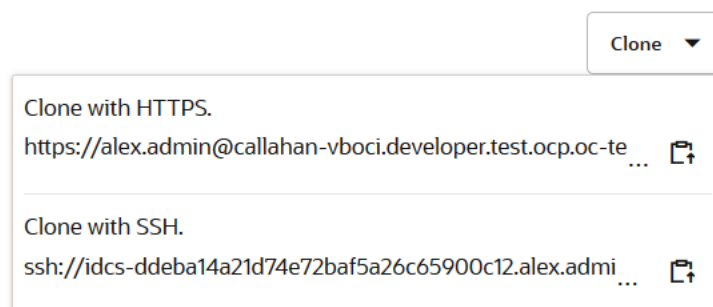 Clone
Clone with HTTPS.
https://alex.admin@callahan-vboci.developer.test.ocp.oc-te...
Clone with SSH.
ssh://idcs-ddeba14a21d74e72baf5a26c65900c12.alex.admi...